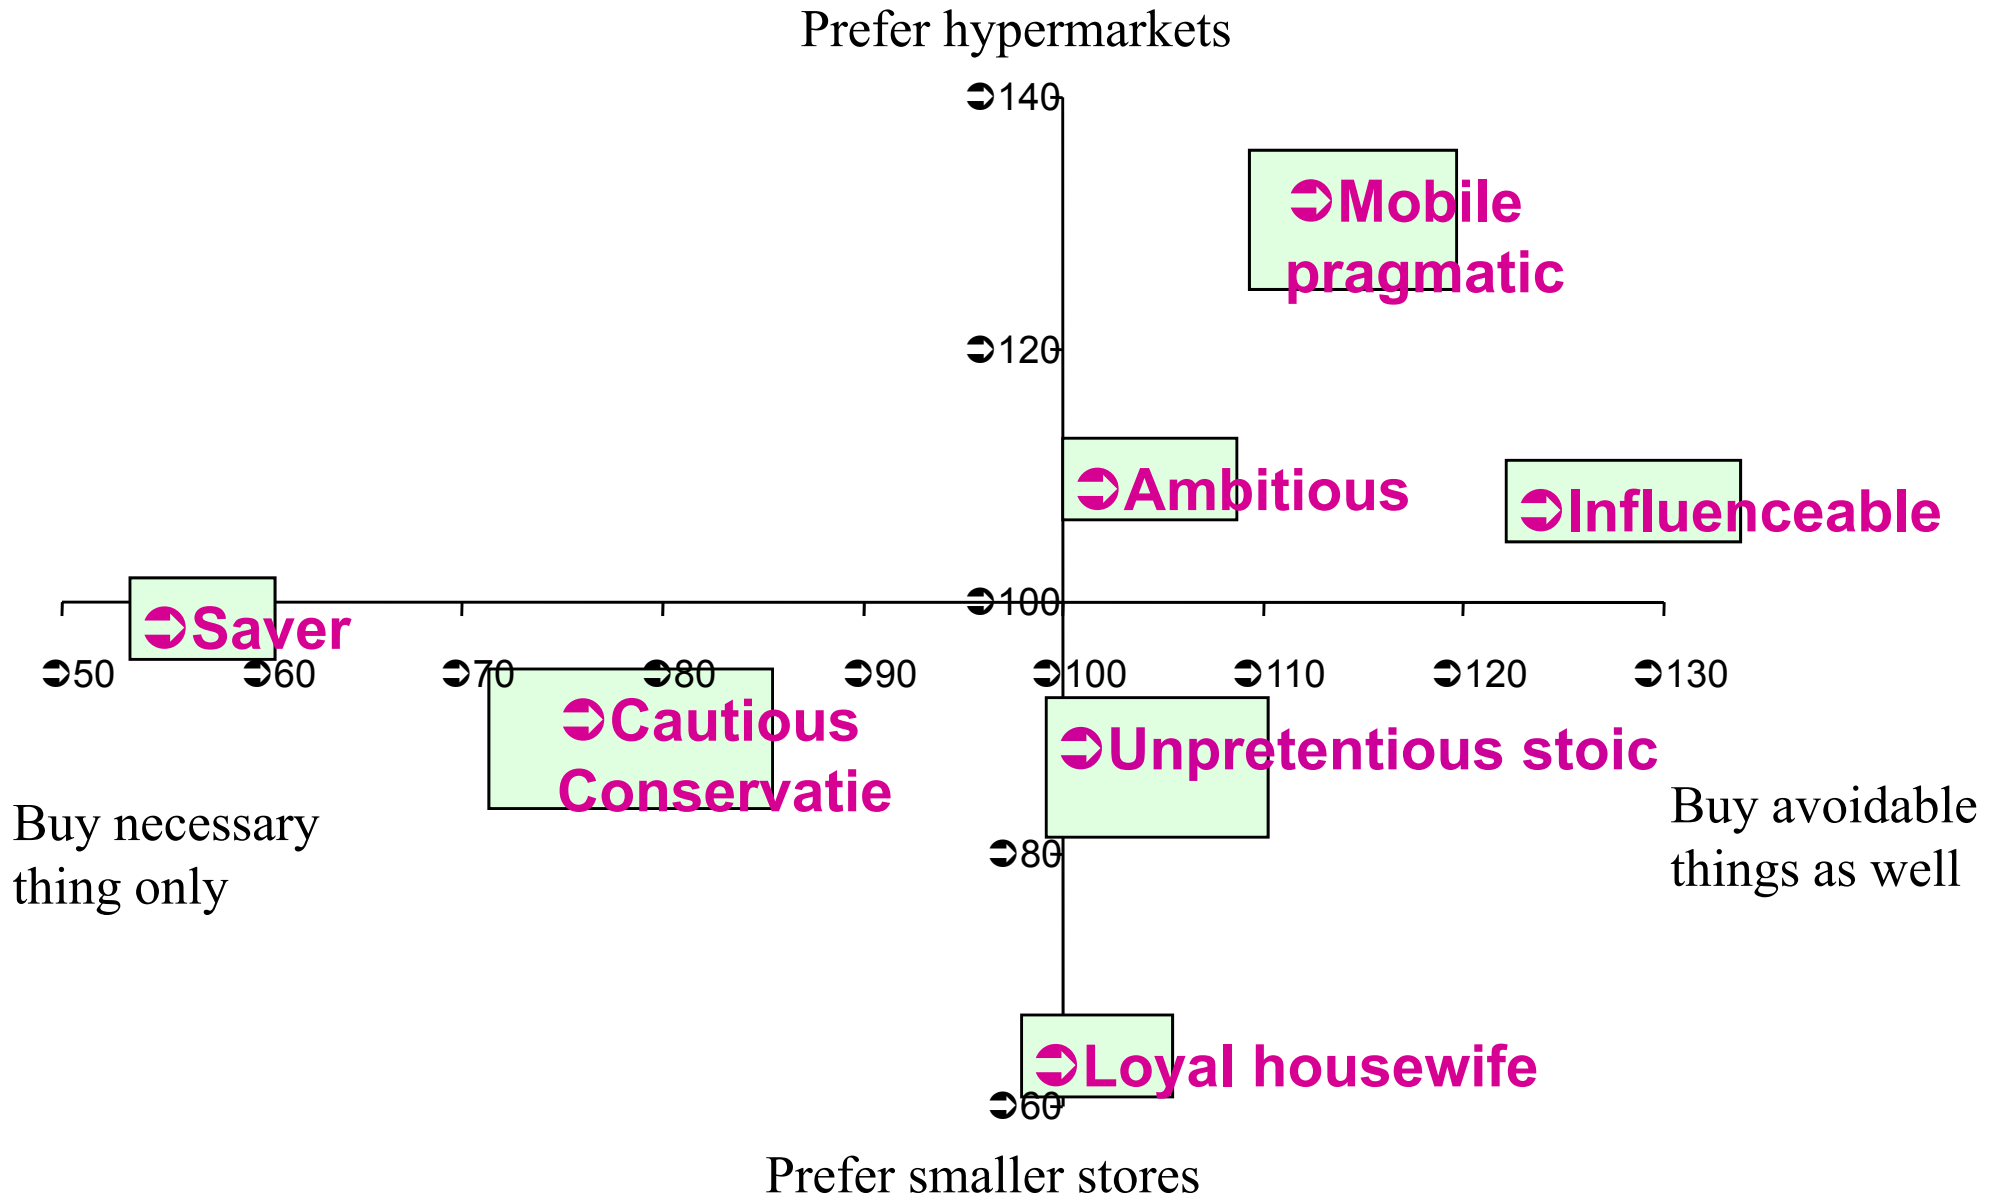 Prefer hypermarkets
➲140
➲Mobile
pragmatic
➲120
➲Ambitious
➲Influenceable
➲100
➲Saver
➲50 ➲60 ➲70 ➲80 ➲90 ➲100 ➲110 ➲120 ➲130
➲Cautious
Conservatie
➲Unpretentious stoic
Buy necessary
thing only
Buy avoidable
things as well
➲80
➲Loyal housewife
➲60
Prefer smaller stores